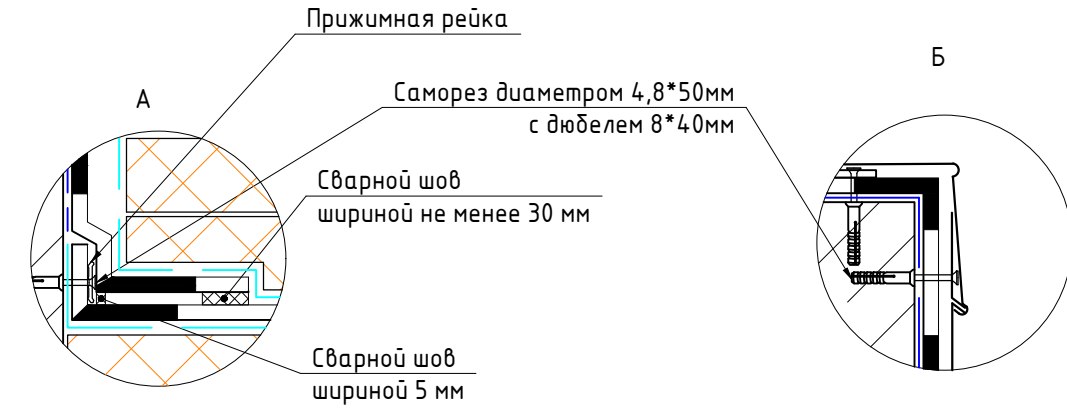 Прижимная рейка
Б
А
Саморез диаметром 4,8*50мм
с дюбелем 8*40мм
Сварной шов
шириной не менее 30 мм
Сварной шов
шириной 5 мм